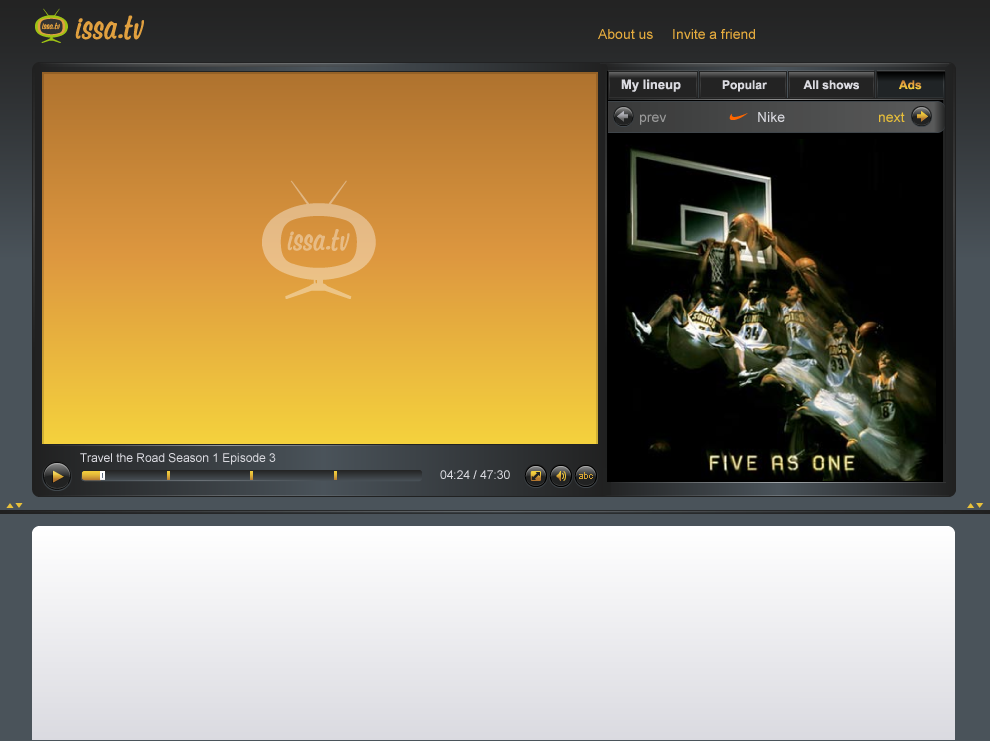 issa.tv issa.tv
About us Invite a friend
My lineup Popular All shows Ads
prev Nike next
issa.tv
SONICS
34
33
FIVE AS ONE
Travel the Road Season 1 Episode 3
04:24 / 47:30 abc